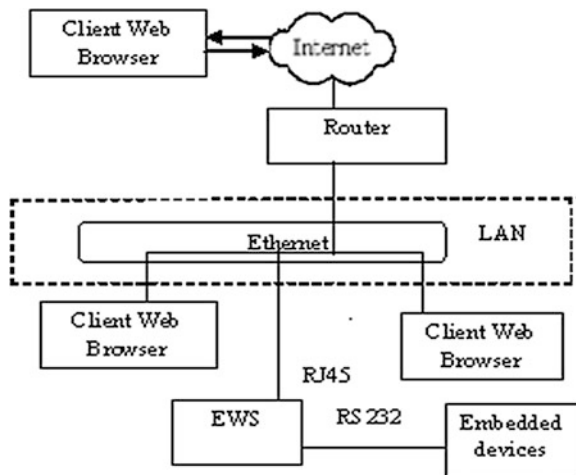 Client Web
Browser
Internet
Router
Ethernet
LAN
Client Web
Browser
Client Web
Browser
RJ45
EWS
RS 232
Embedded
devices